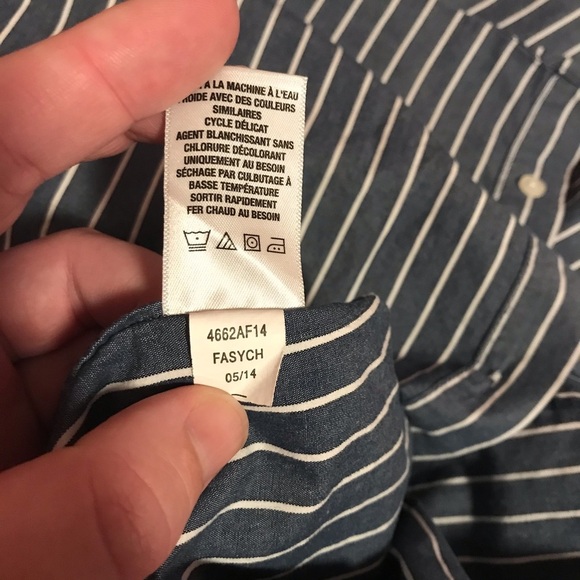 A LA MACHINE À L'EAU
FROIDE AVEC DES COULEURS
SIMILAIRES
CYCLE DÉLICAT
AGENT BLANCHISSANT SANS
CHLORURE DÉCOLORANT
UNIQUEMENT AU BESOIN
SÉCHAGE PAR CULBUTAGE À
BASSE TEMPÉRATURE
SORTIR RAPIDEMENT
FER CHAUD AU BESOIN
4662AF14
FASYCH
05/14